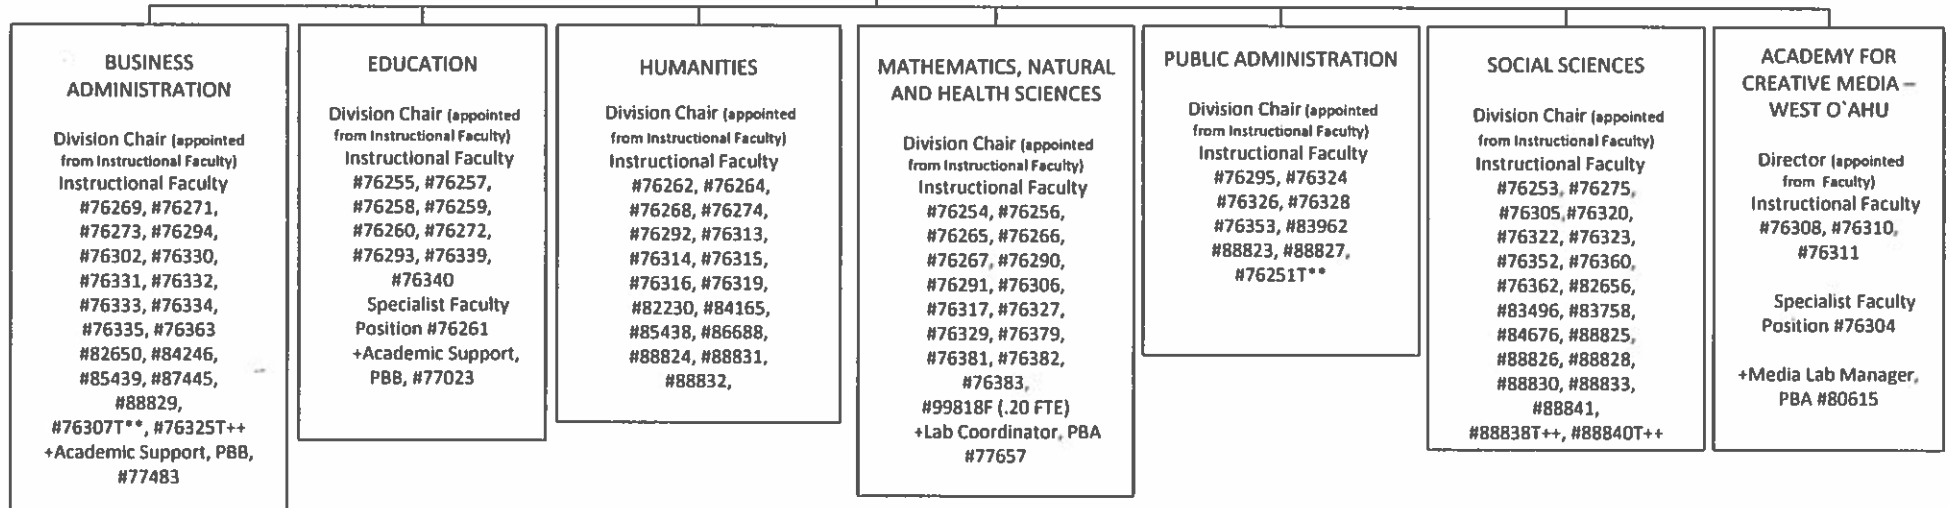 BUSINESS
ADMINISTRATION
Division Chair (appointed
from Instructional Faculty)
Instructional Faculty
#76269, #76271,
#76273, #76294,
#76302, #76330,
#76331, #76332,
#76333, #76334,
#76335, #76363
#82650, #84246,
#85439, #87445,
#88829,
#76307T**, #76325T++
+Academic Support, PBB,
#77483
EDUCATION
Division Chair (appointed
from Instructional Faculty)
Instructional Faculty
#76255, #76257,
#76258, #76259,
#76260, #76272,
#76293, #76339,
#76340
Specialist Faculty
Position #76261
+Academic Support,
PBB, #77023
HUMANITIES
Division Chair (appointed
from Instructional Faculty)
Instructional Faculty
#76262, #76264,
#76268, #76274,
#76292, #76313,
#76314, #76315,
#76316, #76319,
#82230, #84165,
#85438, #86688,
#88824, #88831,
#88832,
MATHEMATICS, NATURAL
AND HEALTH SCIENCES
Division Chair (appointed
from Instructional Faculty)
Instructional Faculty
#76254, #76256,
#76265, #76266,
#76267, #76290,
#76291, #76306,
#76317, #76327,
#76329, #76379,
#76381, #76382,
#76383,
#99818F (.20 FTE)
+Lab Coordinator, PBA
#77657
PUBLIC ADMINISTRATION
Division Chair (appointed
from Instructional Faculty)
Instructional Faculty
#76295, #76324
#76326, #76328
#76353, #83962
#88823, #88827,
#76251T**
SOCIAL SCIENCES
Division Chair (appointed
from Instructional Faculty)
Instructional Faculty
#76253, #76275,
#76305,#76320,
#76322, #76323,
#76352, #76360,
#76362, #82656,
#83496, #83758,
#84676, #88825,
#88826, #88828,
#88830, #88833,
#88841,
#88838T++, #88840T++
ACADEMY FOR
CREATIVE MEDIA –
WEST O`AHU
Director (appointed
from Faculty)
Instructional Faculty
#76308, #76310,
#76311
Specialist Faculty
Position #76304
+Media Lab Manager,
PBA #80615